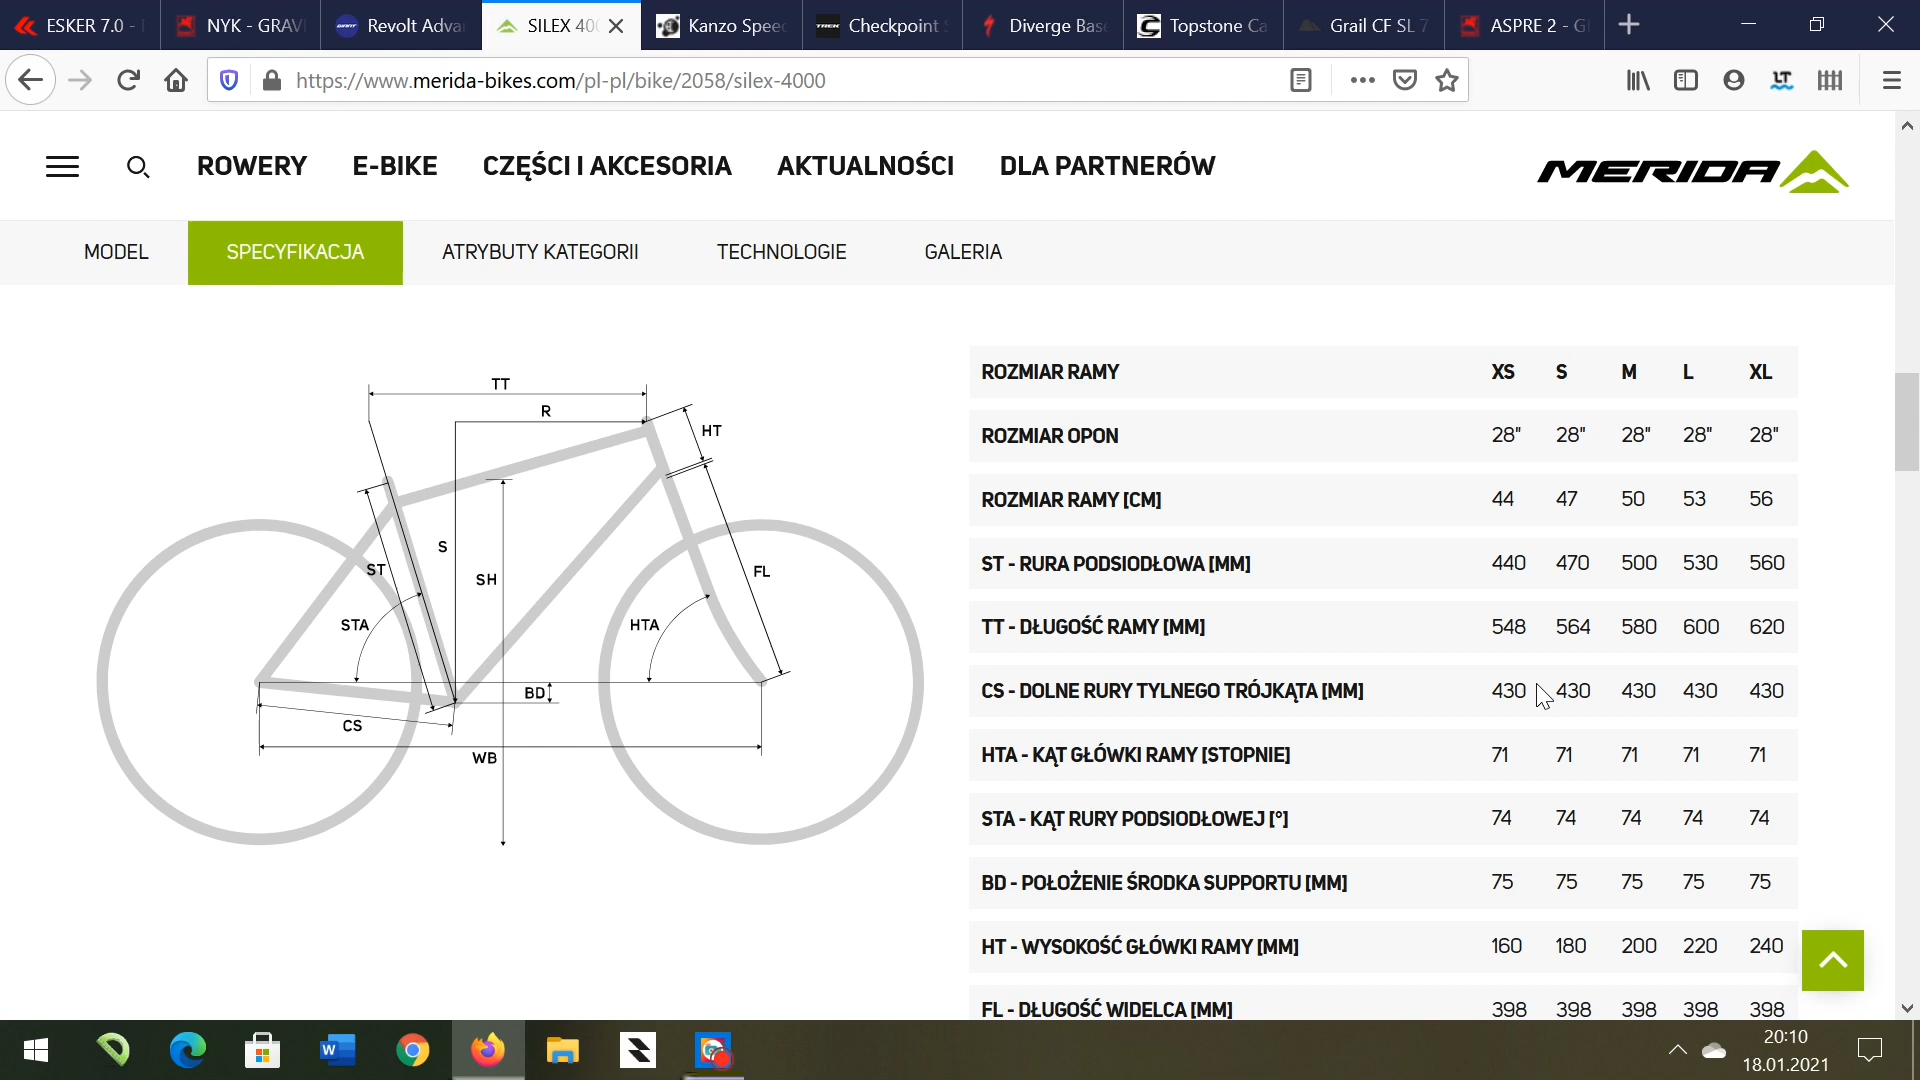 ESKER 7.0 -
NYK - GRAVI
Revolt Adva
SILEX 400
Kanzo Spee
Checkpoint S
Diverge Base
Topstone Ca
Grail CF SL 7
ASPRE 2 - G
https://www.merida-bikes.com/pl-pl/bike/2058/silex-4000
ROWERY E-BIKE CZĘŚCI I AKCESORIA AKTUALNOŚCI DLA PARTNERÓW
MERIDA
MODEL SPECYFIKACJA ATRYBUTY KATEGORII TECHNOLOGIE GALERIA
TT
R
HT
S
ST
SH
FL
STA
HTA
BD
CS
WB
ROZMIAR RAMY XS S M L XL
ROZMIAR OPON 28" 28" 28" 28" 28"
ROZMIAR RAMY [CM] 44 47 50 53 56
ST - RURA PODSIODŁOWA [MM] 440 470 500 530 560
TT - DŁUGOŚĆ RAMY [MM] 548 564 580 600 620
CS - DOLNE RURY TYLNEGO TRÓJKĄTA [MM] 430 430 430 430 430
HTA - KĄT GŁÓWKI RAMY [STOPNIE] 71 71 71 71 71
STA - KĄT RURY PODSIODŁOWEJ [°] 74 74 74 74 74
BD - POŁOŻENIE ŚRODKA SUPPORTU [MM] 75 75 75 75 75
HT - WYSOKOŚĆ GŁÓWKI RAMY [MM] 160 180 200 220 240
FL - DŁUGOŚĆ WIDELCA [MM] 398 398 398 398 398
20:10
18.01.2021